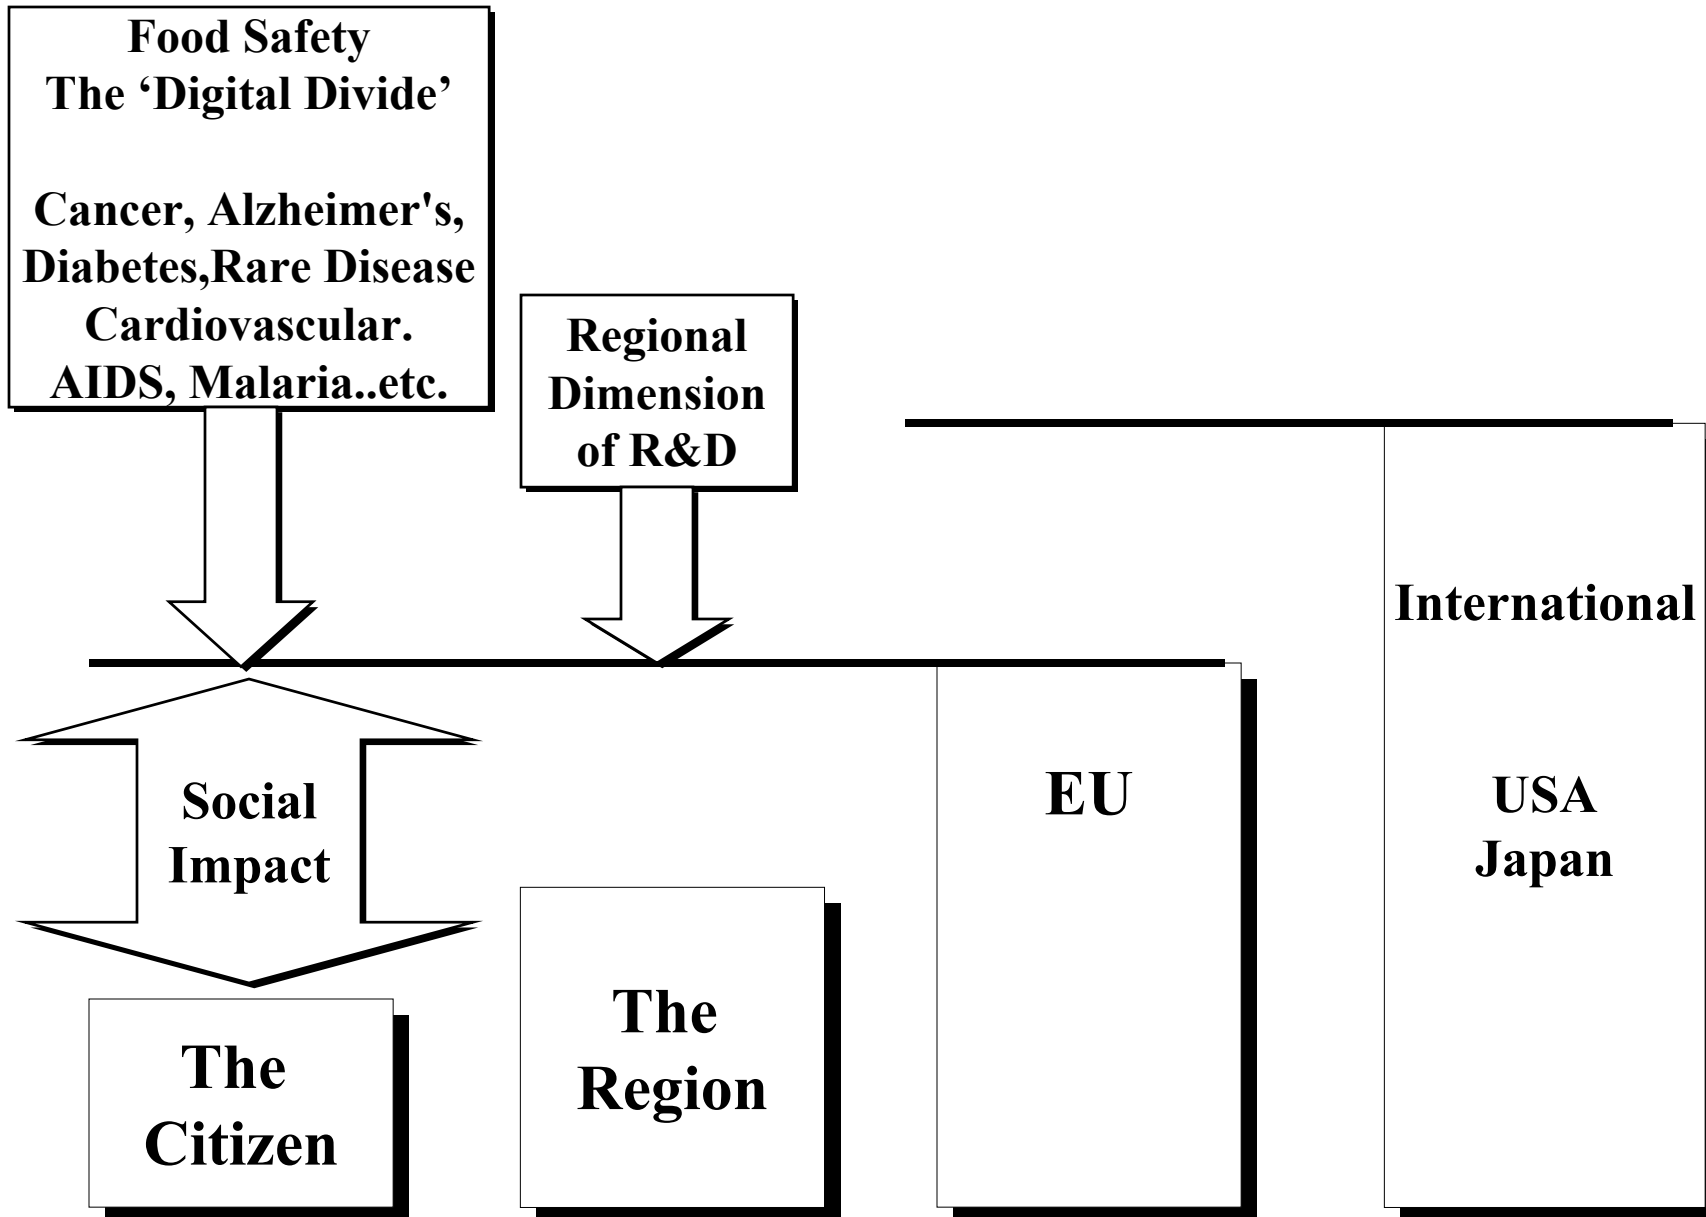 Food Safety
The ‘Digital Divide’
Cancer, Alzheimer's,
Diabetes,Rare Disease
Cardiovascular.
AIDS, Malaria..etc.
Regional
Dimension
of R&D
International
USA
Japan
EU
Social
Impact
The
Region
The
Citizen